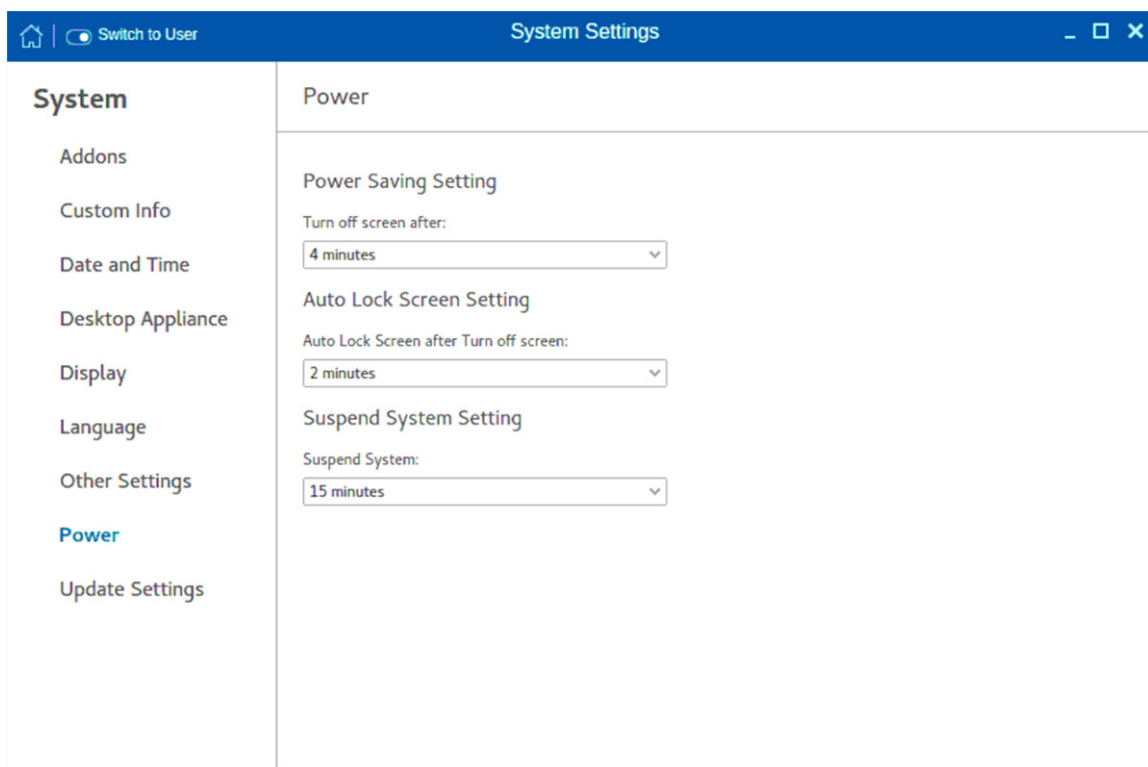 Switch to User
System Settings
System
Addons
Custom Info
Date and Time
Desktop Appliance
Display
Language
Other Settings
Power
Update Settings
Power
Power Saving Setting
Turn off screen after:
4 minutes
Auto Lock Screen Setting
Auto Lock Screen after Turn off screen:
2 minutes
Suspend System Setting
Suspend System:
15 minutes